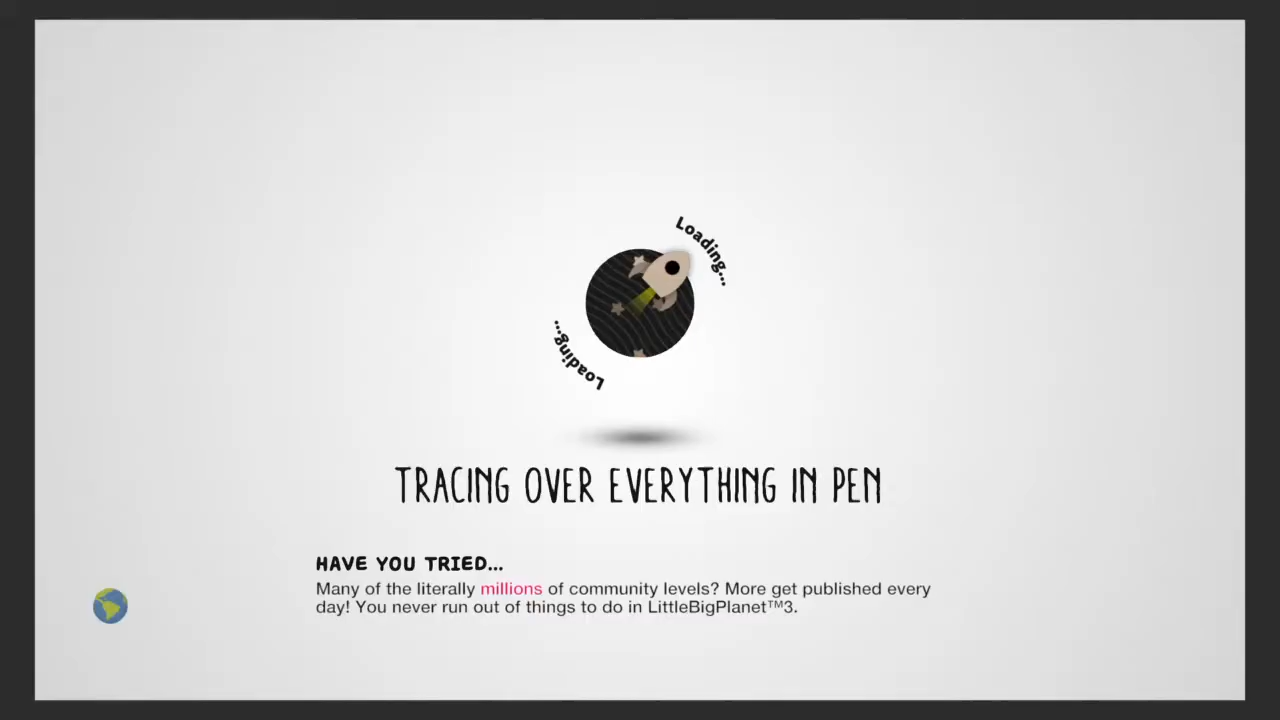 Loading...
Loading...
TRACING OVER EVERYTHING IN PEN
HAVE YOU TRIED...
Many of the literally millions of community levels? More get published every
day! You never run out of things to do in LittleBigPlanet™3.